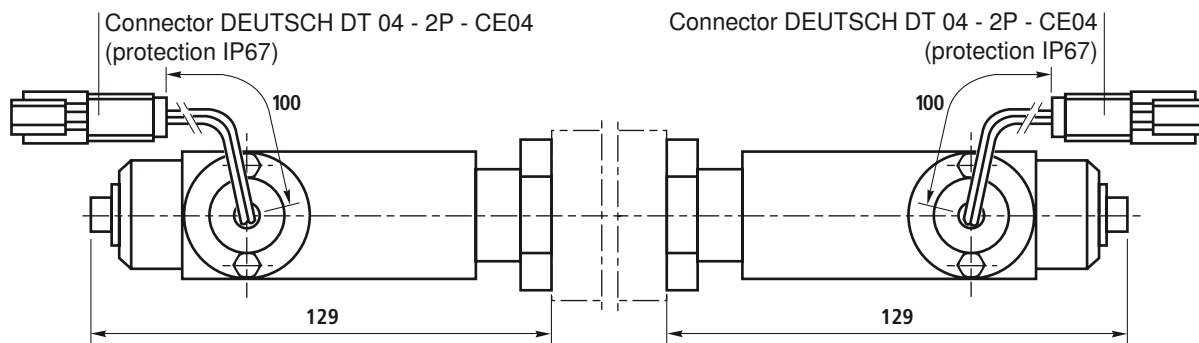 Connector DEUTSCH DT 04 - 2P - CE04
(protection IP67)
Connector DEUTSCH DT 04 - 2P - CE04
(protection IP67)
100
100
129
129